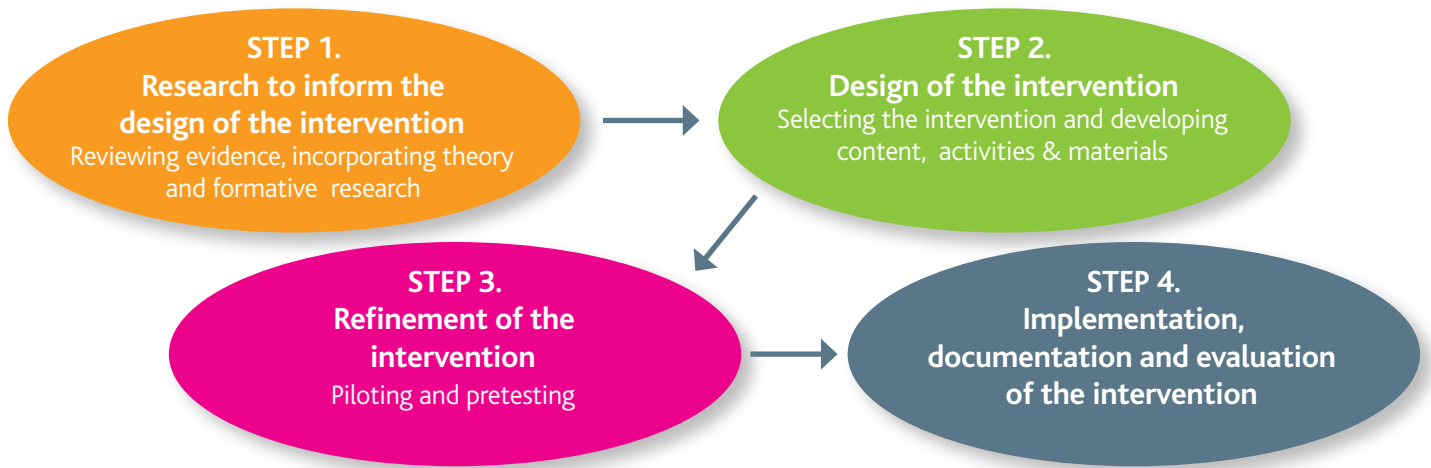 STEP 1.
Research to inform the
design of the intervention
Reviewing evidence, incorporating theory
and formative research
STEP 2.
Design of the intervention
Selecting the intervention and developing
content, activities & materials
STEP 3.
Refinement of the
intervention
Piloting and pretesting
STEP 4.
Implementation,
documentation and evaluation
of the intervention